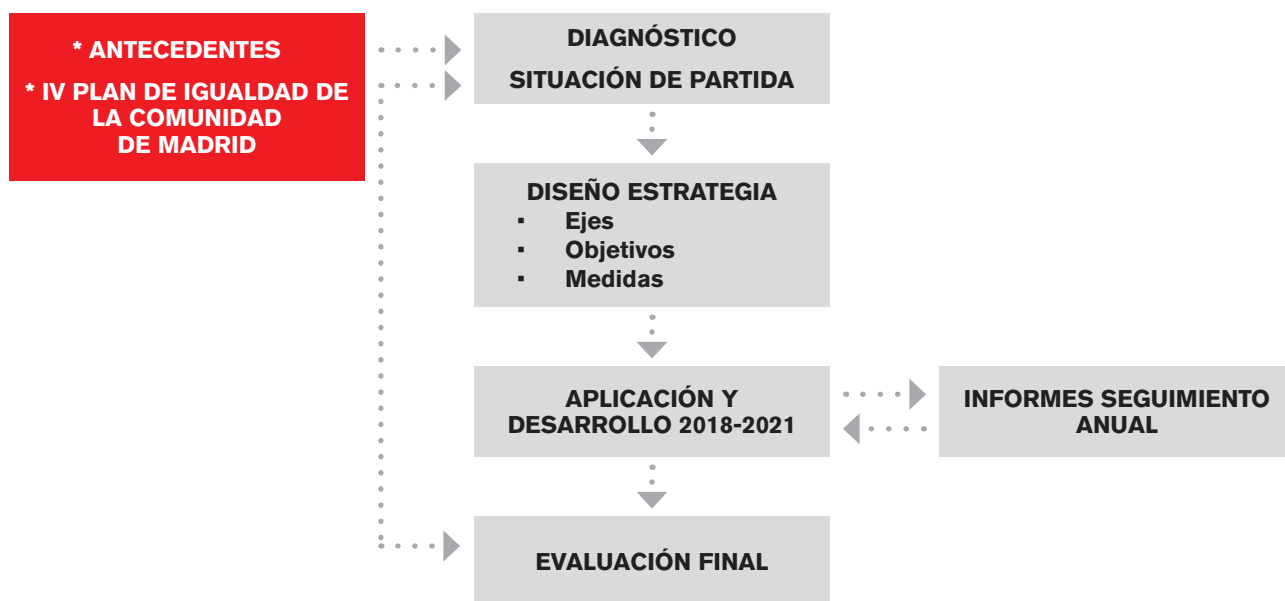 * ANTECEDENTES
* IV PLAN DE IGUALDAD DE
LA COMUNIDAD
DE MADRID
DIAGNÓSTICO
SITUACIÓN DE PARTIDA
DISEÑO ESTRATEGIA
▪ Ejes
▪ Objetivos
▪ Medidas
APLICACIÓN Y
DESARROLLO 2018-2021
INFORMES SEGUIMIENTO
ANUAL
EVALUACIÓN FINAL